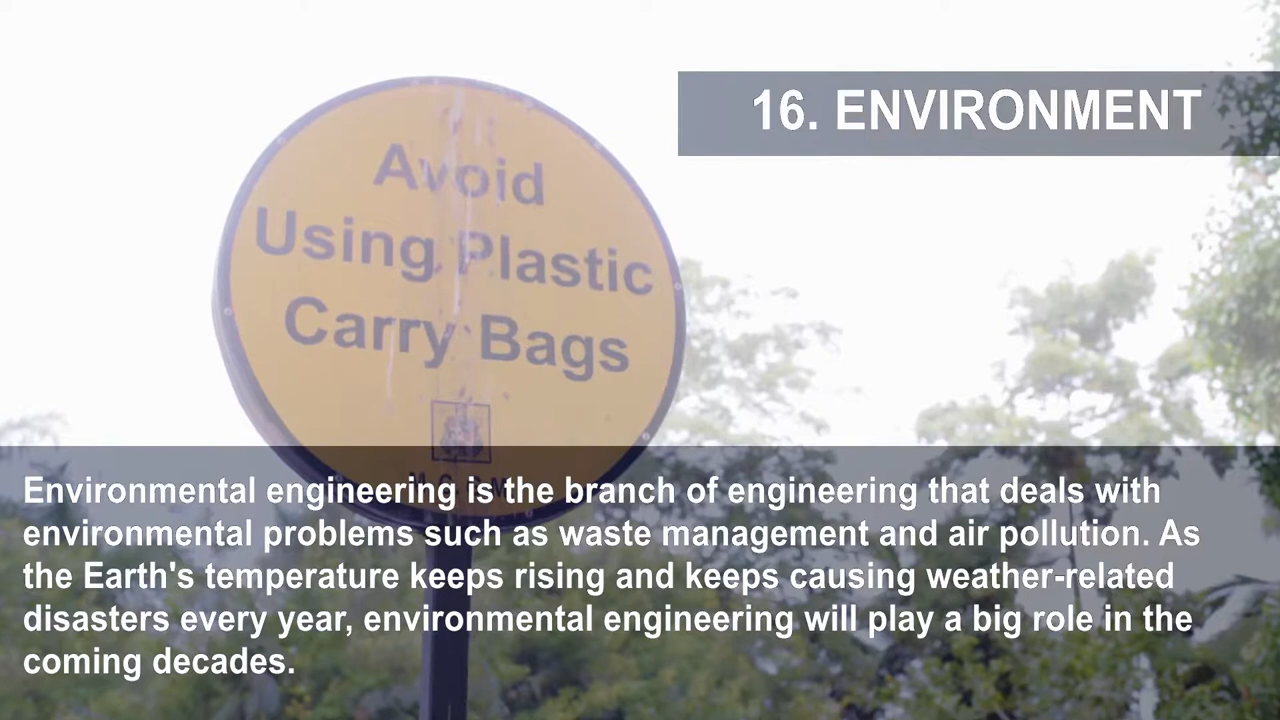 16. ENVIRONMENT
Avoid
Using Plastic
Carry Bags
Environmental engineering is the branch of engineering that deals with
environmental problems such as waste management and air pollution. As
the Earth's temperature keeps rising and keeps causing weather-related
disasters every year, environmental engineering will play a big role in the
coming decades.